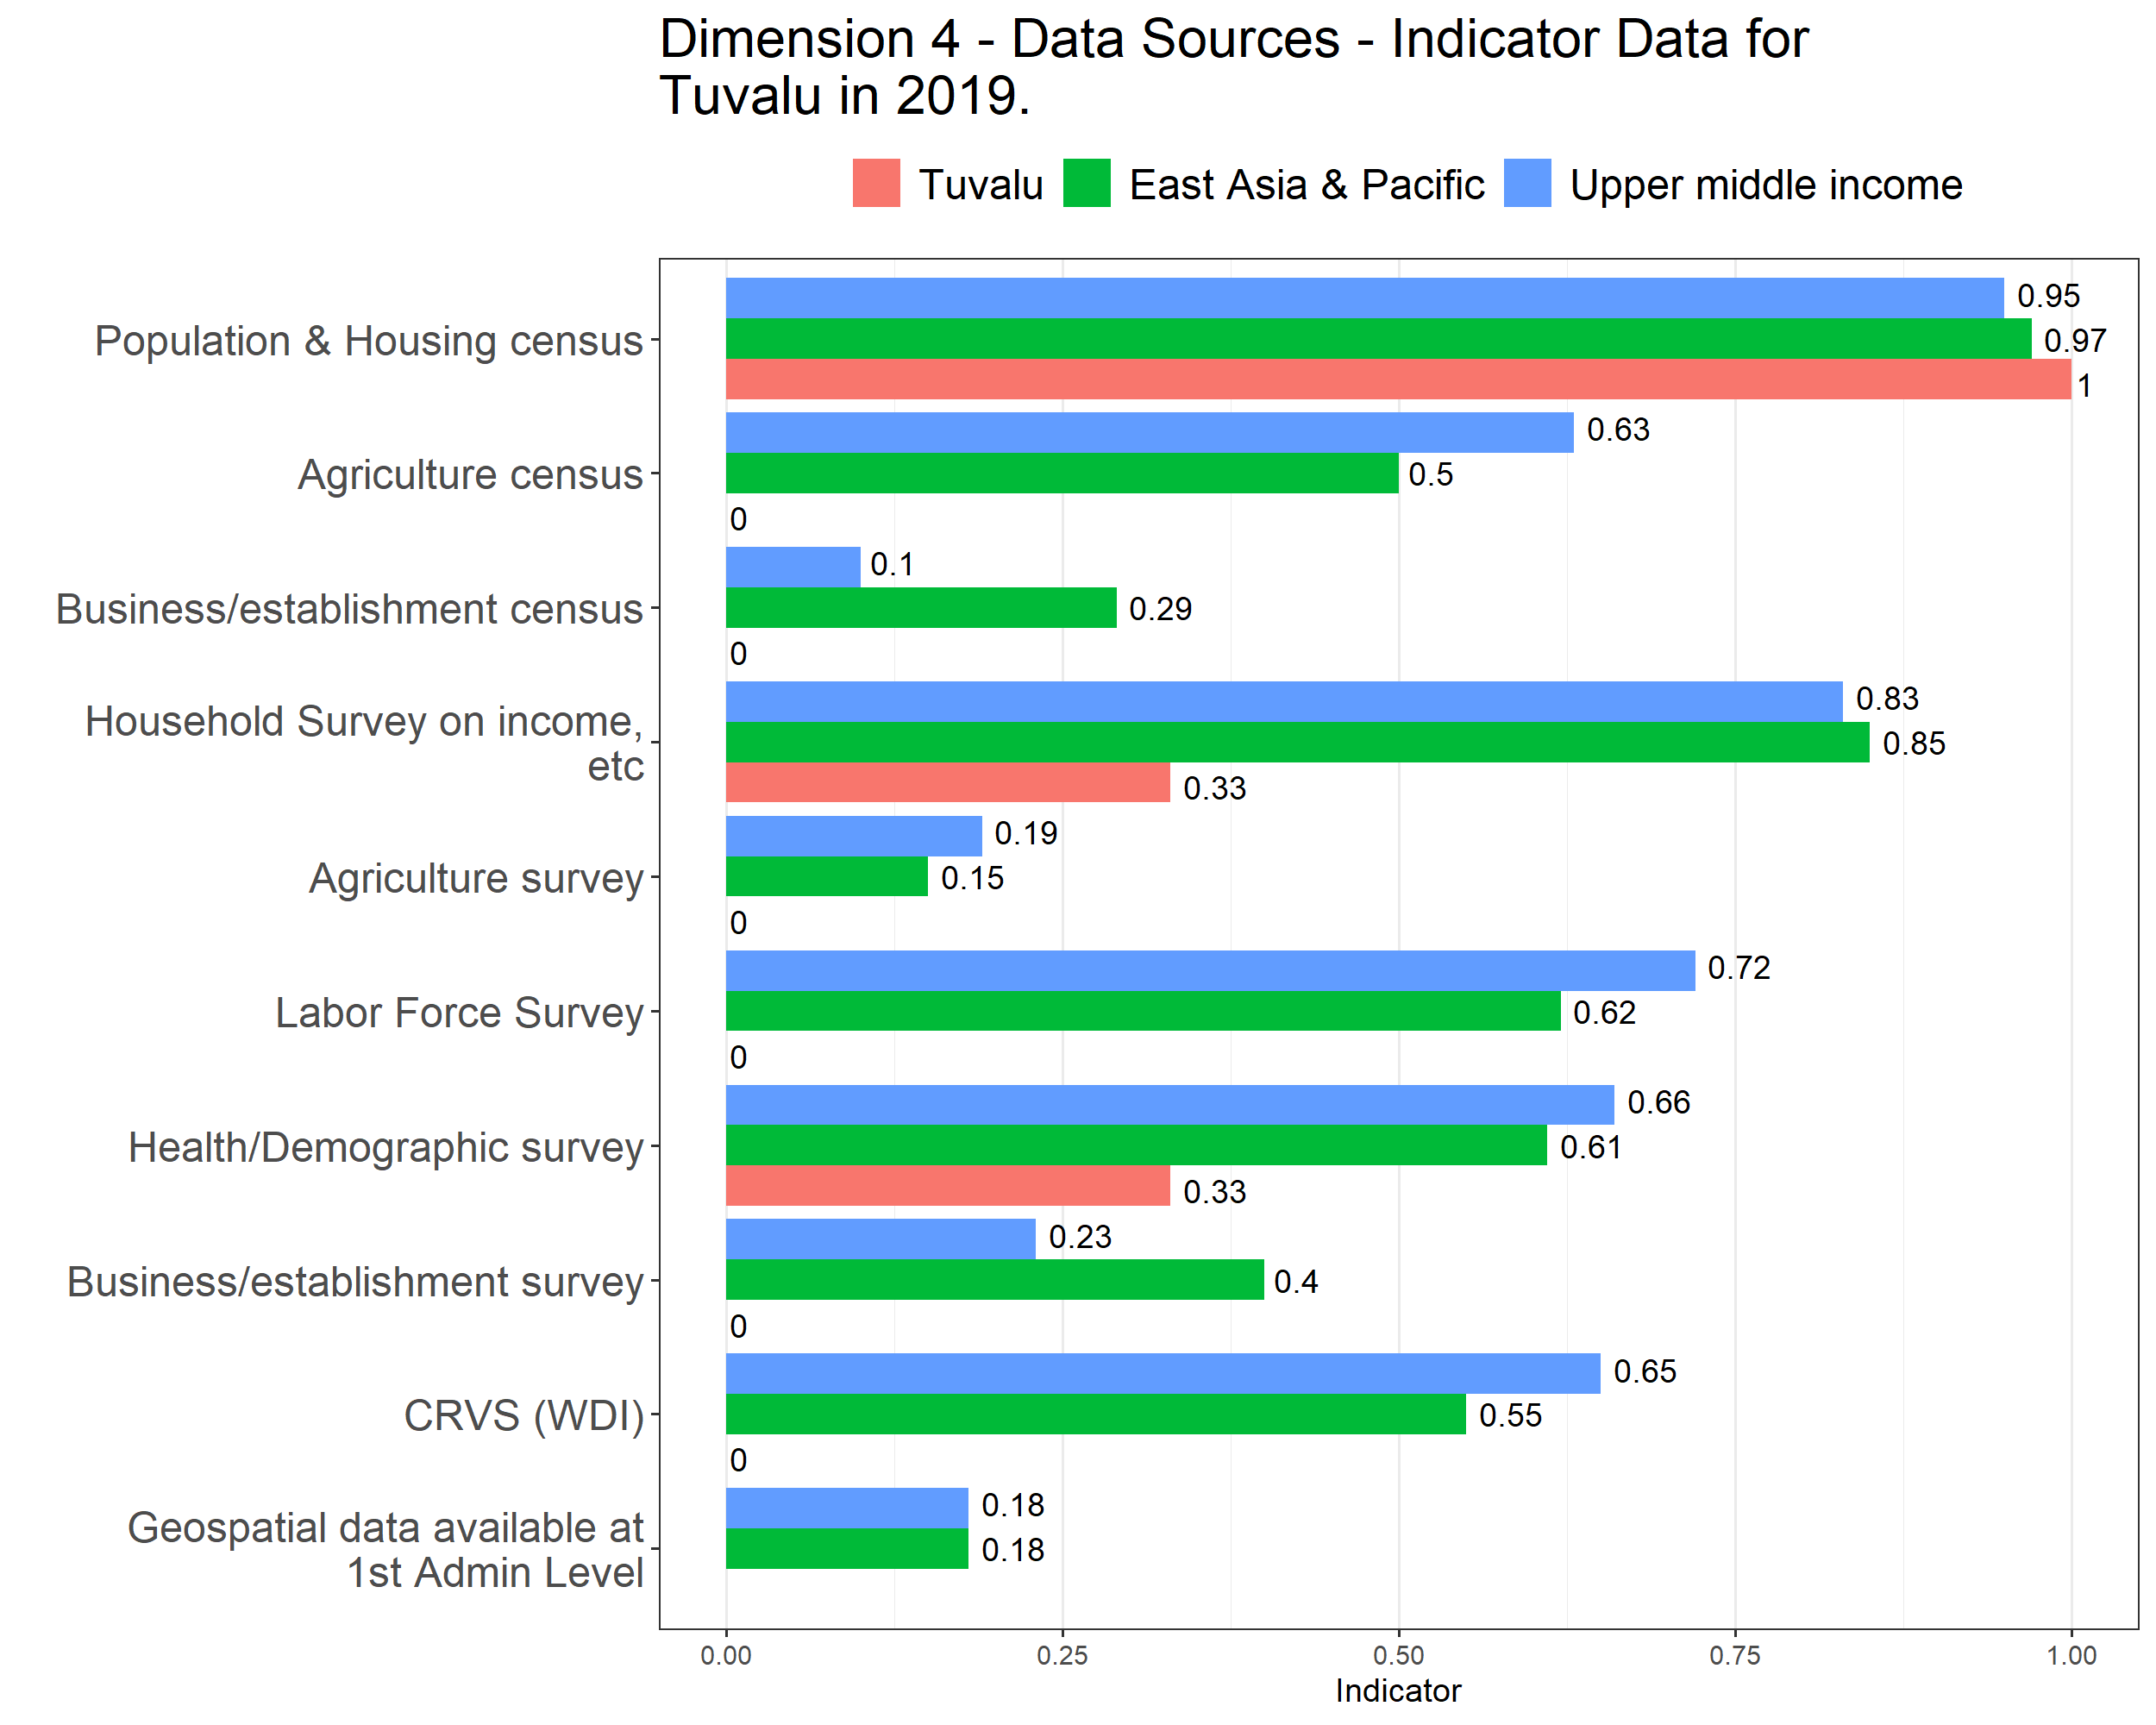 Dimension 4 - Data Sources - Indicator Data for
Tuvalu in 2019.
Tuvalu East Asia & Pacific Upper middle income
Population & Housing census
0.95
0.97
1
Agriculture census
0.63
0.5
0
Business/establishment census
0.1
0.29
0
Household Survey on income,
etc
0.83
0.85
0.33
Agriculture survey
0.19
0.15
0
Labor Force Survey
0.72
0.62
0
Health/Demographic survey
0.66
0.61
0.33
Business/establishment survey
0.23
0.4
0
CRVS (WDI)
0.65
0.55
0
Geospatial data available at
1st Admin Level
0.18
0.18
0.00 0.25 0.50 0.75 1.00
Indicator